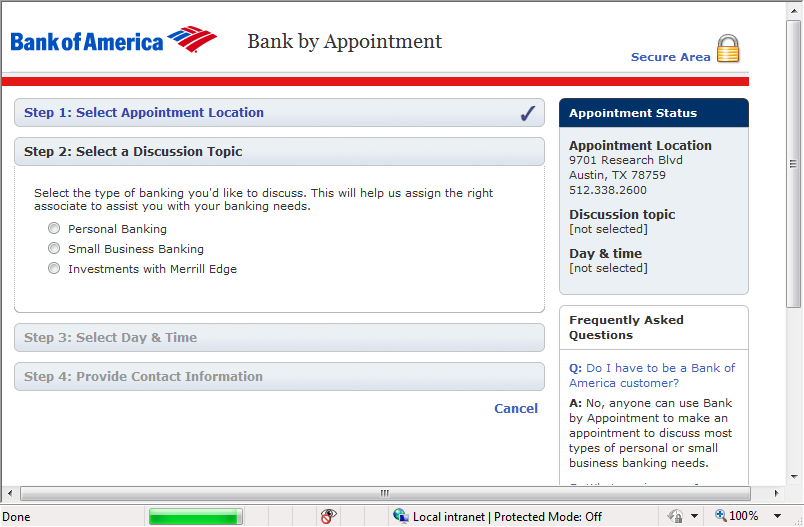 Bank of America
Bank by Appointment
Secure Area
Step 1: Select Appointment Location
Step 2: Select a Discussion Topic
Select the type of banking you'd like to discuss. This will help us assign the right
associate to assist you with your banking needs.
Personal Banking
Small Business Banking
Investments with Merrill Edge
Step 3: Select Day & Time
Step 4: Provide Contact Information
Cancel
Appointment Status
Appointment Location
9701 Research Blvd
Austin, TX 78759
512.338.2600
Discussion topic
[not selected]
Day & time
[not selected]
Frequently Asked
Questions
Q: Do I have to be a Bank of
America customer?
A: No, anyone can use Bank
by Appointment to make an
appointment to discuss most
types of personal or small
business banking needs.
Done
Local intranet | Protected Mode: Off
100%